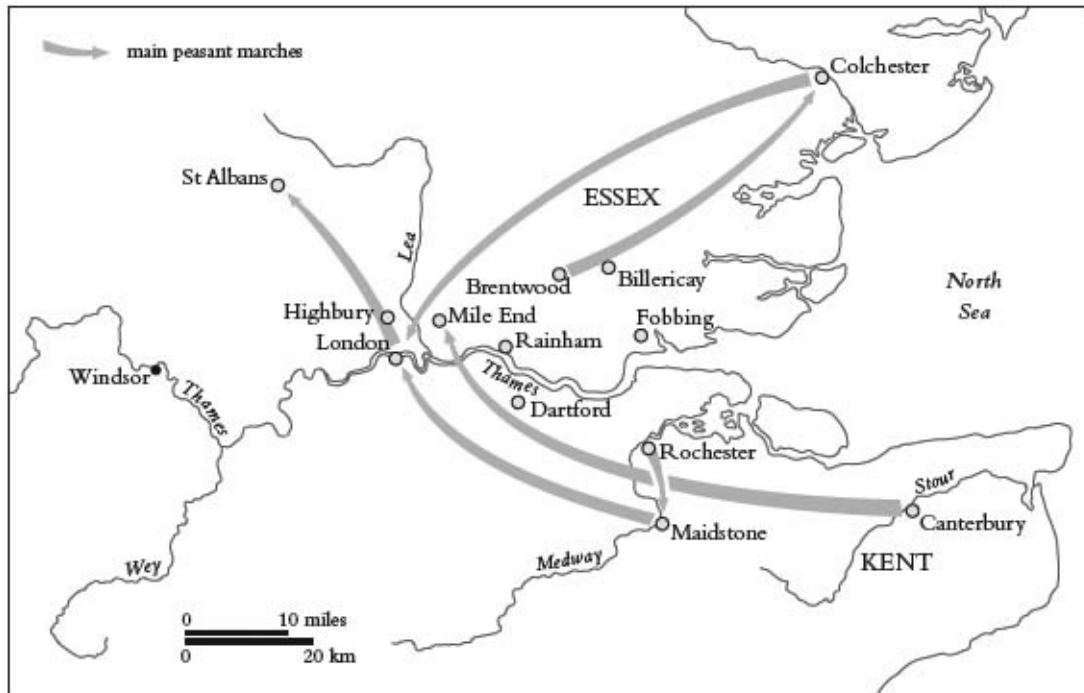 main peasant marches
Colchester
St Albans
ESSEX
Lea
Brentwood
Billericay
North
Sea
Highbury
Mile End
Fobbing
London
Rainham
Windsor
Thames
Thames
Dartford
Rochester
Stour
Canterbury
Maidstone
KENT
Medway
Wey
0 10 miles
0 20 km